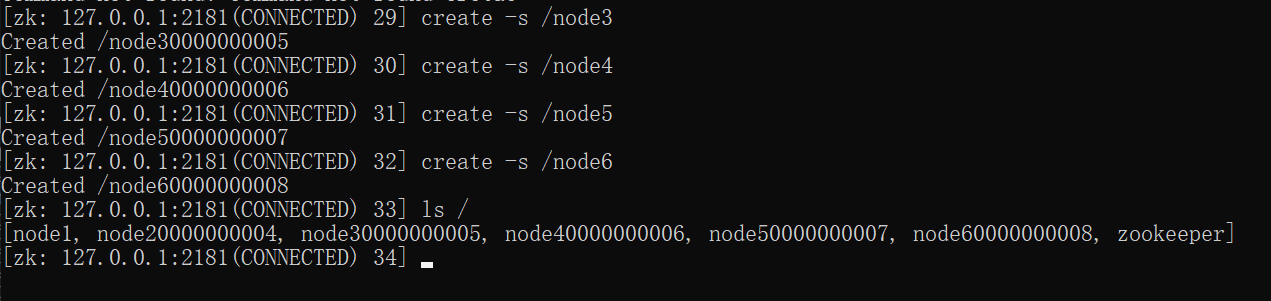 [zk: 127.0.0.1:2181(CONNECTED) 29] create -s /node3
Created /node30000000005
[zk: 127.0.0.1:2181(CONNECTED) 30] create -s /node4
Created /node40000000006
[zk: 127.0.0.1:2181(CONNECTED) 31] create -s /node5
Created /node50000000007
[zk: 127.0.0.1:2181(CONNECTED) 32] create -s /node6
Created /node60000000008
[zk: 127.0.0.1:2181(CONNECTED) 33] ls /
[node1, node20000000004, node30000000005, node40000000006, node50000000007, node60000000008, zookeeper]
[zk: 127.0.0.1:2181(CONNECTED) 34]